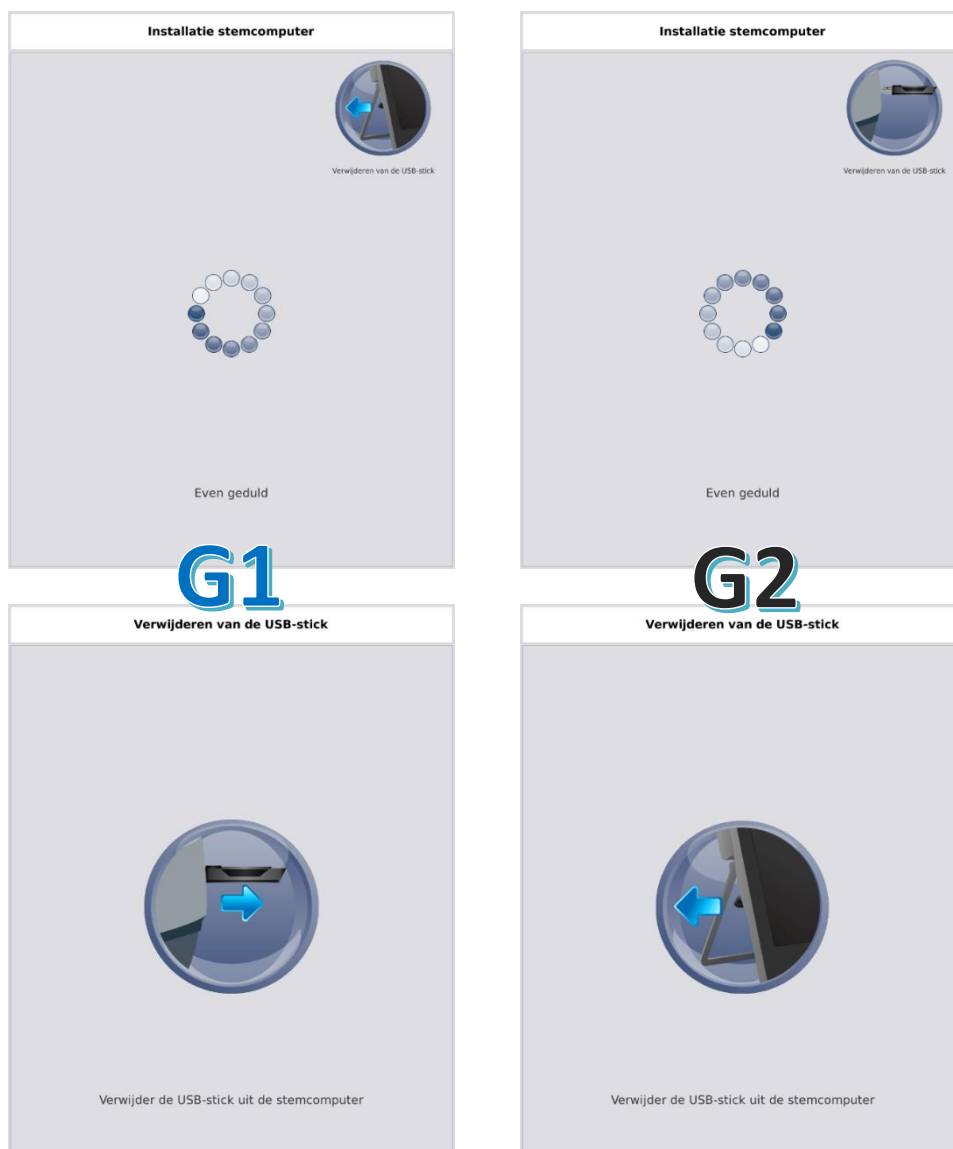 Installatie stemcomputer
Verwijderen van de USB-stick
Even geduld
Installatie stemcomputer
Verwijderen van de USB-stick
Even geduld
G1
G2
Verwijderen van de USB-stick
Verwijder de USB-stick uit de stemcomputer
Verwijderen van de USB-stick
Verwijder de USB-stick uit de stemcomputer